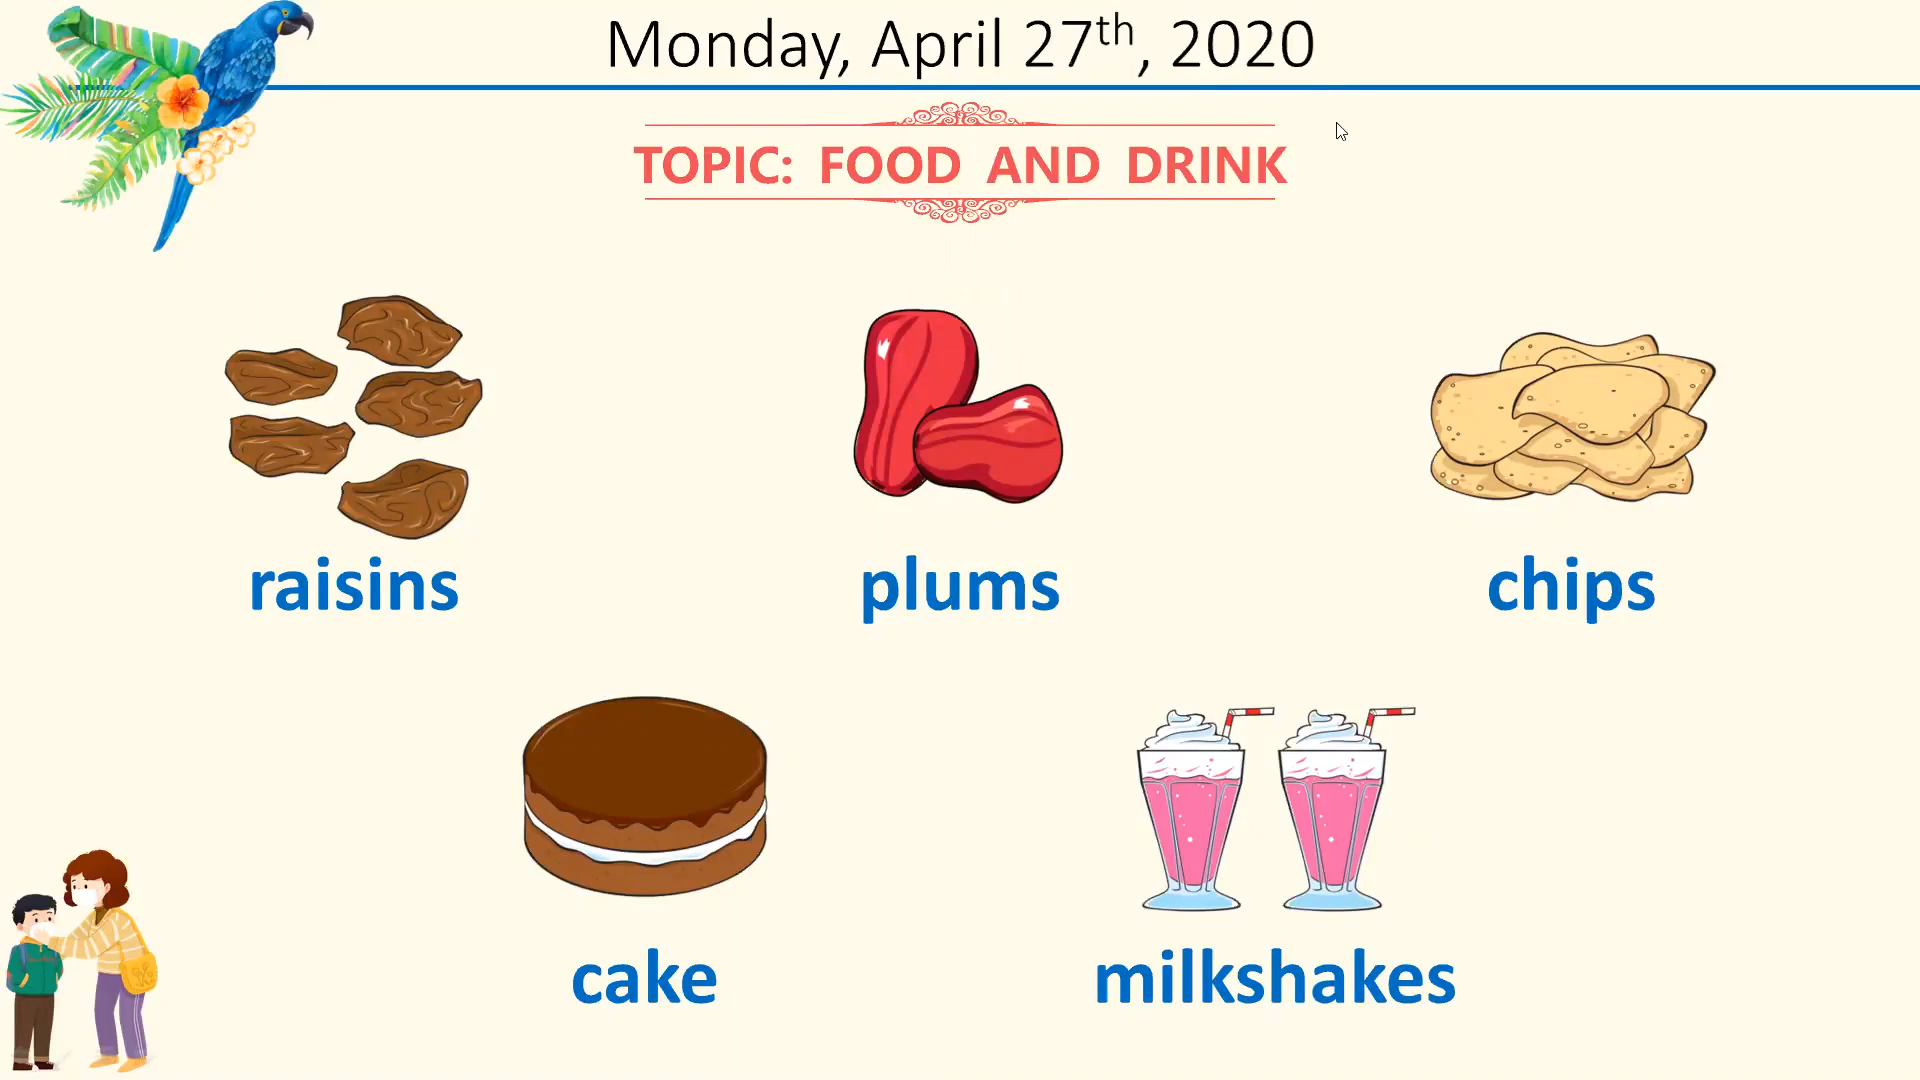 Monday, April 27th, 2020
TOPIC: FOOD AND DRINK
raisins
plums
chips
cake
milkshakes